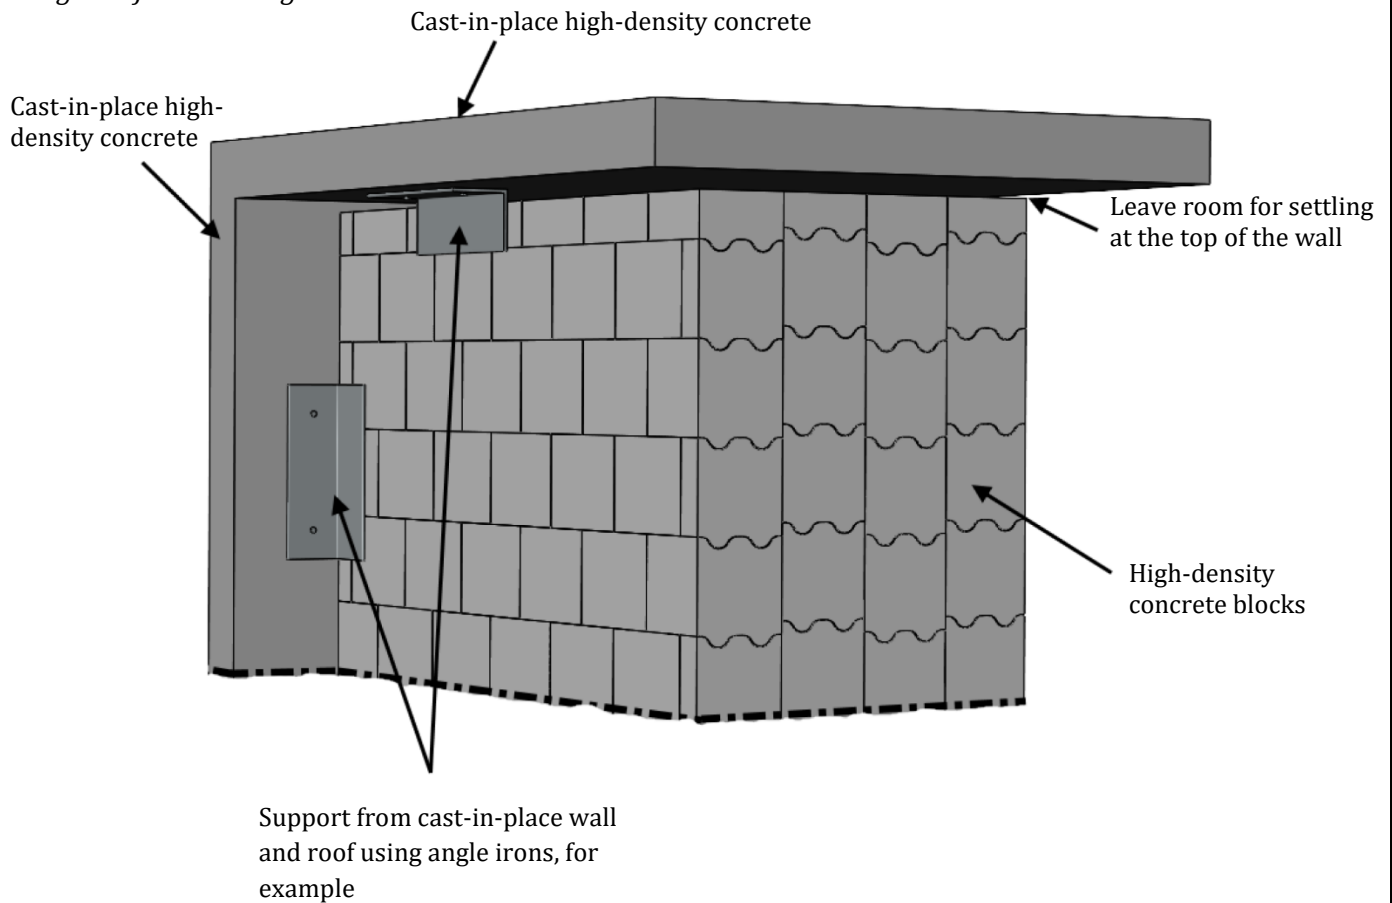 Cast-in-place high-density concrete
Cast-in-place high-
density concrete
Leave room for settling
at the top of the wall
High-density
concrete blocks
Support from cast-in-place wall
and roof using angle irons, for
example